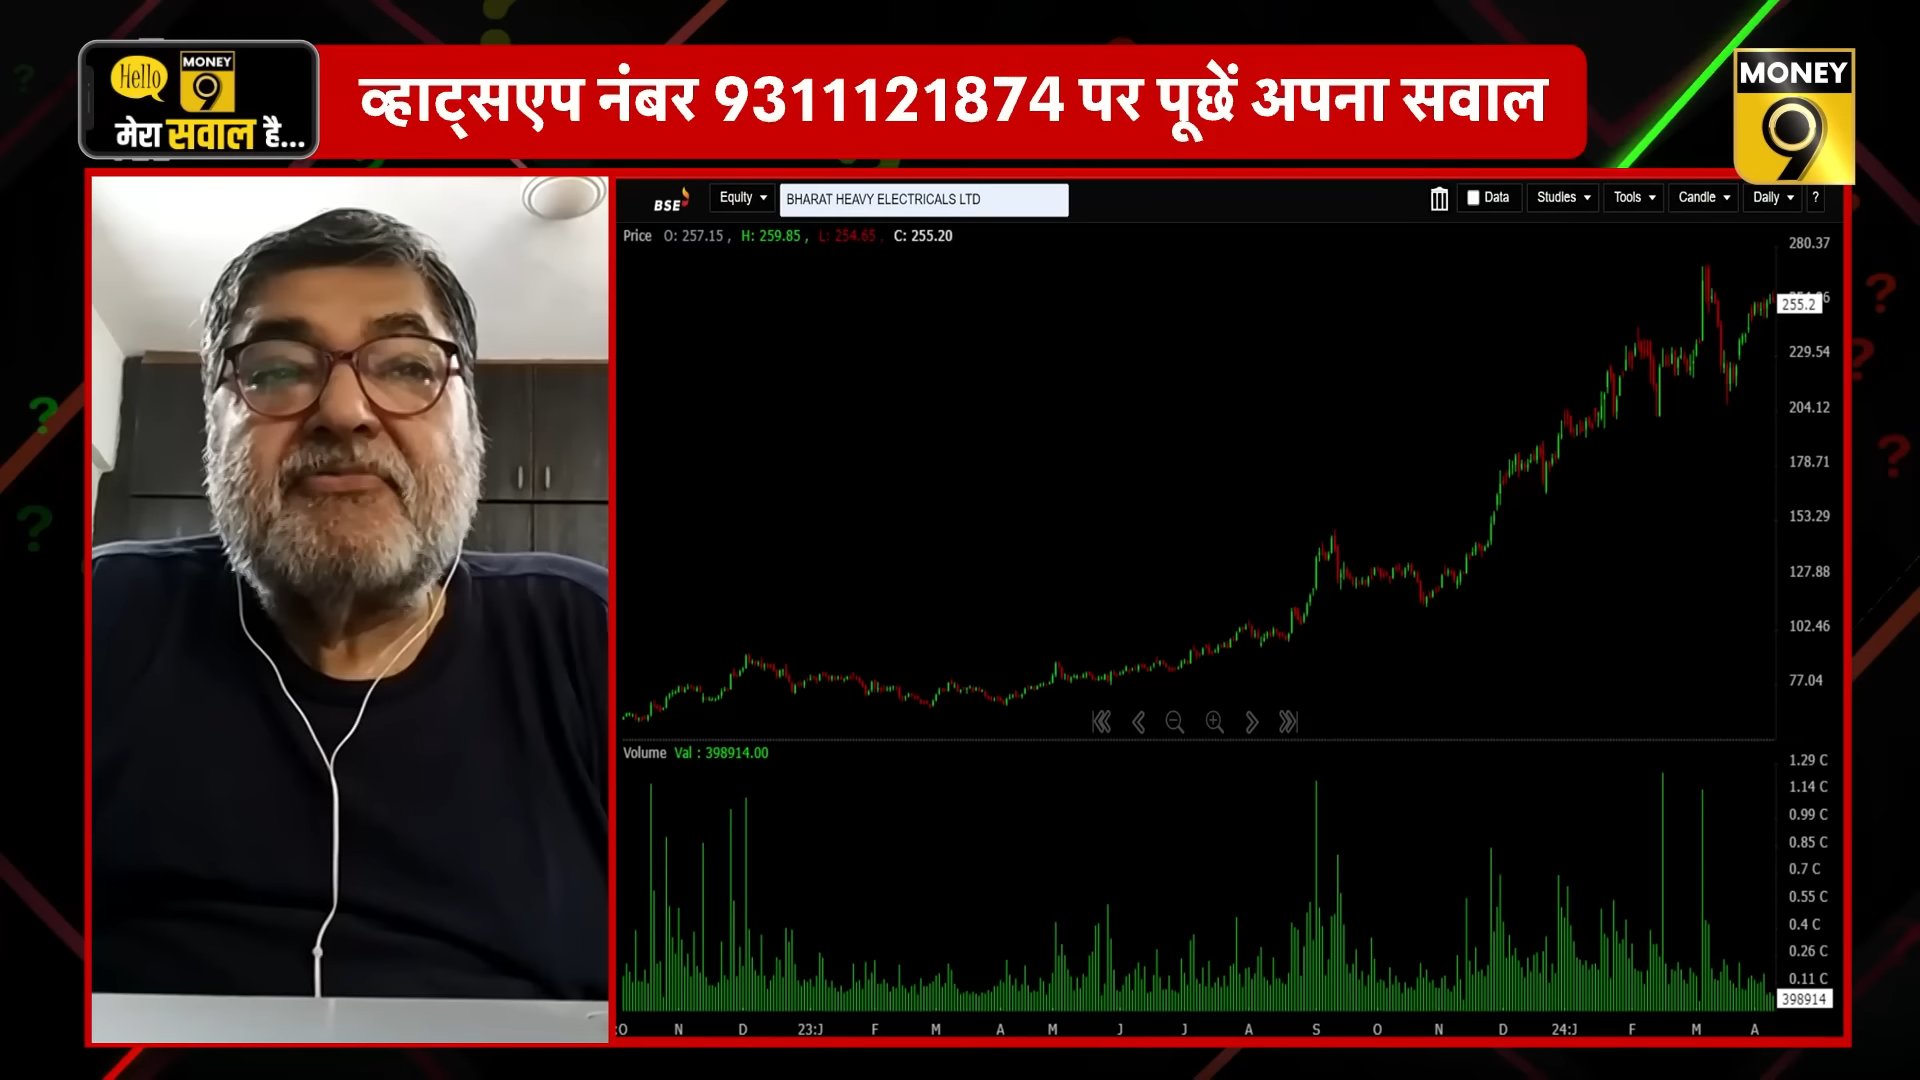 Hello
MONEY
9
मेरा सवाल है...
व्हाट्सएप नंबर 9311121874 पर पूछें अपना सवाल
MONEY
9
BSE
Equity
BHARAT HEAVY ELECTRICALS LTD
Data
Studies
Tools
Candle
Daily
?
Price O: 257.15 , H: 259.85 , L: 254.65 , C: 255.20
280.37
255.2
229.54
204.12
178.71
153.29
127.88
102.46
77.04
Volume Val : 398914.00
1.29 C
1.14 C
0.99 C
0.85 C
0.7 C
0.55 C
0.4 C
0.26 C
0.11 C
398914
N D 23:J F M A M J J A S O N D 24:J F M A